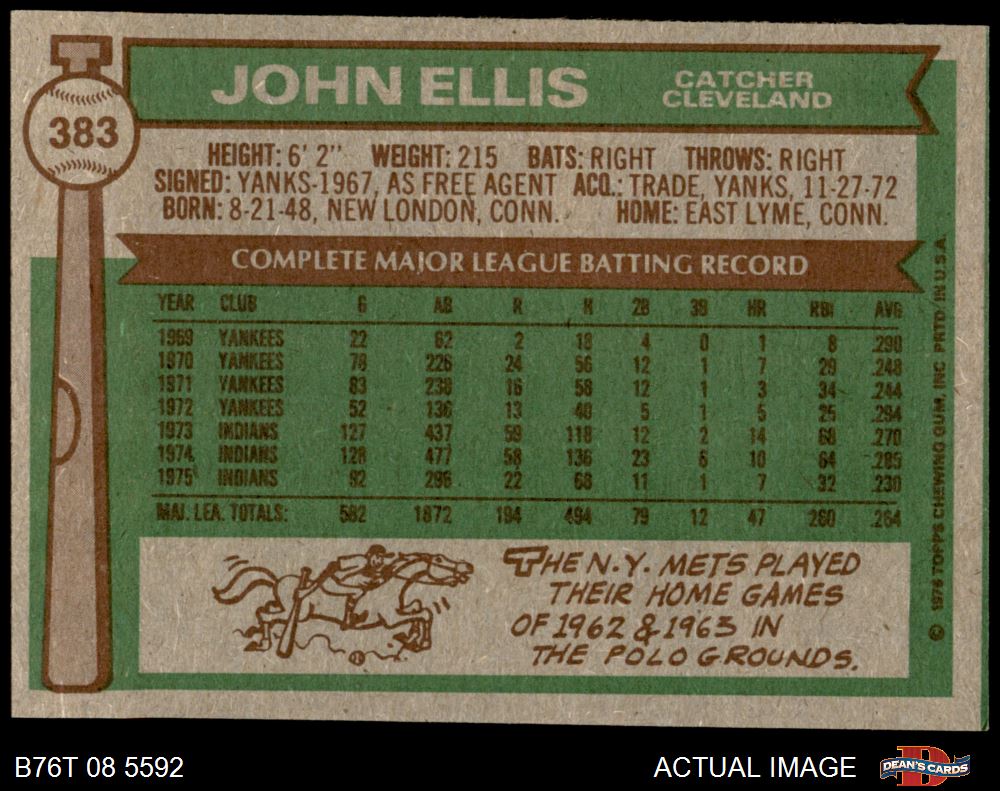 JOHN ELLIS
CATCHER
CLEVELAND
383
HEIGHT: 6' 2" WEIGHT: 215 BATS: RIGHT THROWS: RIGHT
SIGNED: YANKS-1967, AS FREE AGENT ACQ.: TRADE, YANKS, 11-27-72
BORN: 8-21-48, NEW LONDON, CONN. HOME: EAST LYME, CONN.
COMPLETE MAJOR LEAGUE BATTING RECORD
YEAR CLUB G AB R H 2B 3B HR RBI AVG
1969 YANKEES 22 62 2 18 4 0 1 8 .290
1970 YANKEES 78 226 24 56 12 1 7 29 .248
1971 YANKEES 83 238 16 58 12 1 3 34 .244
1972 YANKEES 52 136 13 40 5 1 5 25 .294
1973 INDIANS 127 437 59 118 12 2 14 68 .270
1974 INDIANS 128 477 58 136 23 6 10 64 .285
1975 INDIANS 92 296 22 68 11 1 7 32 .230
MAJ. LEA. TOTALS: 582 1872 194 494 79 12 47 260 .264
THE N.Y. METS PLAYED
THEIR HOME GAMES
OF 1962 & 1963 IN
THE POLO GROUNDS.
© 1976 TOPPS CHEWING GUM, INC. PRTD. IN U.S.A.
B76T 08 5592
ACTUAL IMAGE
D
DEAN'S CARDS